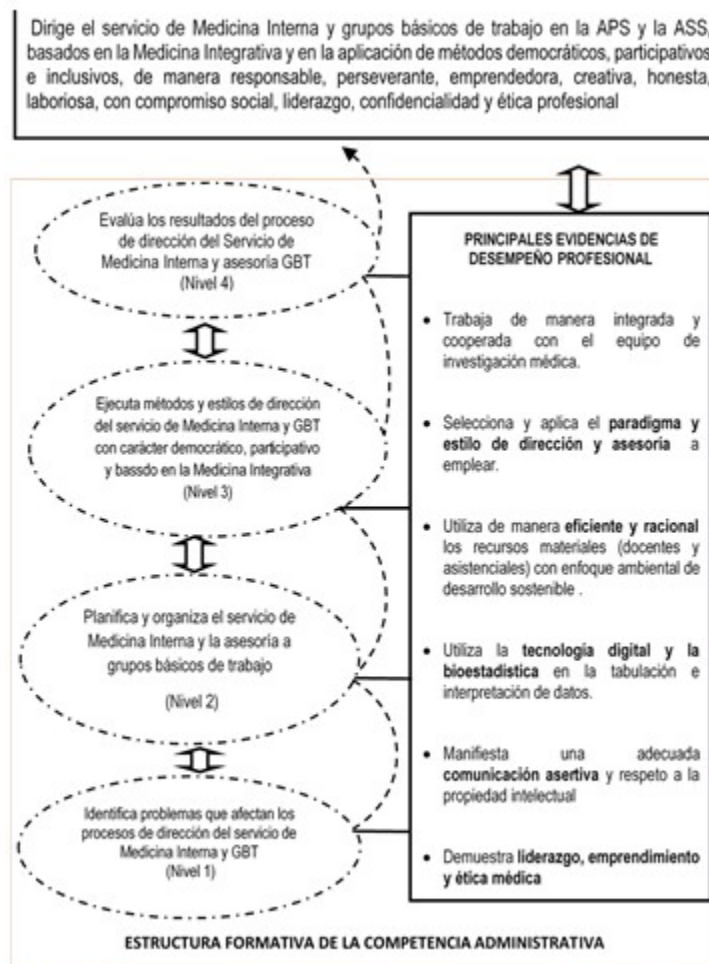 Dirige el servicio de Medicina Interna y grupos básicos de trabajo en la APS y la ASS,
basados en la Medicina Integrativa y en la aplicación de métodos democráticos, participativos
e inclusivos, de manera responsable, perseverante, emprendedora, creativa, honesta,
laboriosa, con compromiso social, liderazgo, confidencialidad y ética profesional
Evalúa los resultados del proceso
de dirección del Servicio de
Medicina Interna y asesoría GBT
(Nivel 4)
Ejecuta métodos y estilos de dirección
del servicio de Medicina Interna y GBT
con carácter democrático, participativo
y bassdo en la Medicina Integrativa
(Nivel 3)
Planifica y organiza el servicio de
Medicina Interna y la asesoría a
grupos básicos de trabajo
(Nivel 2)
Identifica problemas que afectan los
procesos de dirección del servicio de
Medicina Interna y GBT
(Nivel 1)
PRINCIPALES EVIDENCIAS DE
DESEMPEÑO PROFESIONAL
• Trabaja de manera integrada y
cooperada con el equipo de
investigación médica.
• Selecciona y aplica el paradigma y
estilo de dirección y asesoría a
emplear.
• Utiliza de manera eficiente y racional
los recursos materiales (docentes y
asistenciales) con enfoque ambiental de
desarrollo sostenible .
• Utiliza la tecnología digital y la
bioestadística en la tabulación e
interpretación de datos.
• Manifiesta una adecuada
comunicación asertiva y respeto a la
propiedad intelectual
• Demuestra liderazgo, emprendimiento
y ética médica
ESTRUCTURA FORMATIVA DE LA COMPETENCIA ADMINISTRATIVA